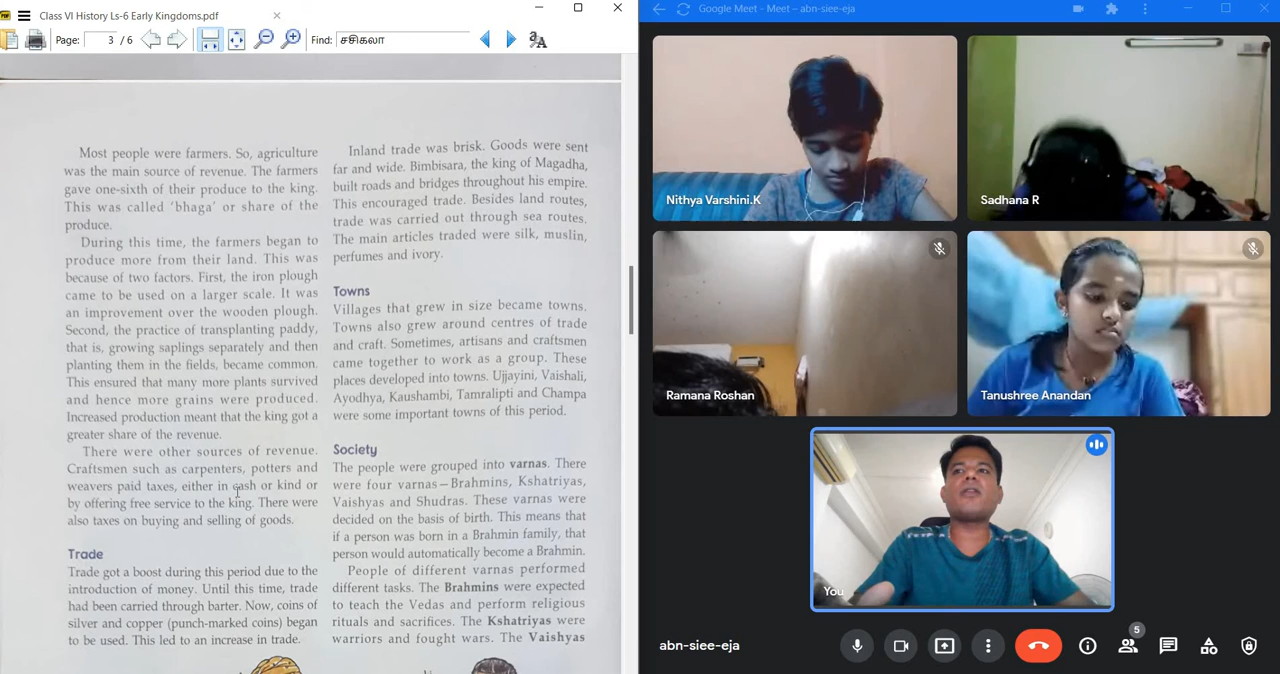 Class VI History Ls-6 Early Kingdoms.pdf
Page: 3 / 6
Find:
Most people were farmers. So, agriculture
was the main source of revenue. The farmers
gave one-sixth of their produce to the king.
This was called ‘bhaga’ or share of the
produce.
During this time, the farmers began to
produce more from their land. This was
because of two factors. First, the iron plough
came to be used on a larger scale. It was
an improvement over the wooden plough.
Second, the practice of transplanting paddy,
that is, growing saplings separately and then
planting them in the fields, became common.
This ensured that many more plants survived
and hence more grains were produced.
Increased production meant that the king got a
greater share of the revenue.
There were other sources of revenue.
Craftsmen such as carpenters, potters and
weavers paid taxes, either in cash or kind or
by offering free service to the king. There were
also taxes on buying and selling of goods.
Trade
Trade got a boost during this period due to the
introduction of money. Until this time, trade
had been carried through barter. Now, coins of
silver and copper (punch-marked coins) began
to be used. This led to an increase in trade.
Inland trade was brisk. Goods were sent
far and wide. Bimbisara, the king of Magadha,
built roads and bridges throughout his empire.
This encouraged trade. Besides land routes,
trade was carried out through sea routes.
The main articles traded were silk, muslin,
perfumes and ivory.
Towns
Villages that grew in size became towns.
Towns also grew around centres of trade
and craft. Sometimes, artisans and craftsmen
came together to work as a group. These
places developed into towns. Ujjayini, Vaishali,
Ayodhya, Kaushambi, Tamralipti and Champa
were some important towns of this period.
Society
The people were grouped into varnas. There
were four varnas—Brahmins, Kshatriyas,
Vaishyas and Shudras. These varnas were
decided on the basis of birth. This means that
if a person was born in a Brahmin family, that
person would automatically become a Brahmin.
People of different varnas performed
different tasks. The Brahmins were expected
to teach the Vedas and perform religious
rituals and sacrifices. The Kshatriyas were
warriors and fought wars. The Vaishyas
Google Meet - Meet – abn-siee-eja
Nithya Varshini.K
Sadhana R
Ramana Roshan
Tanushree Anandan
You
abn-siee-eja
5